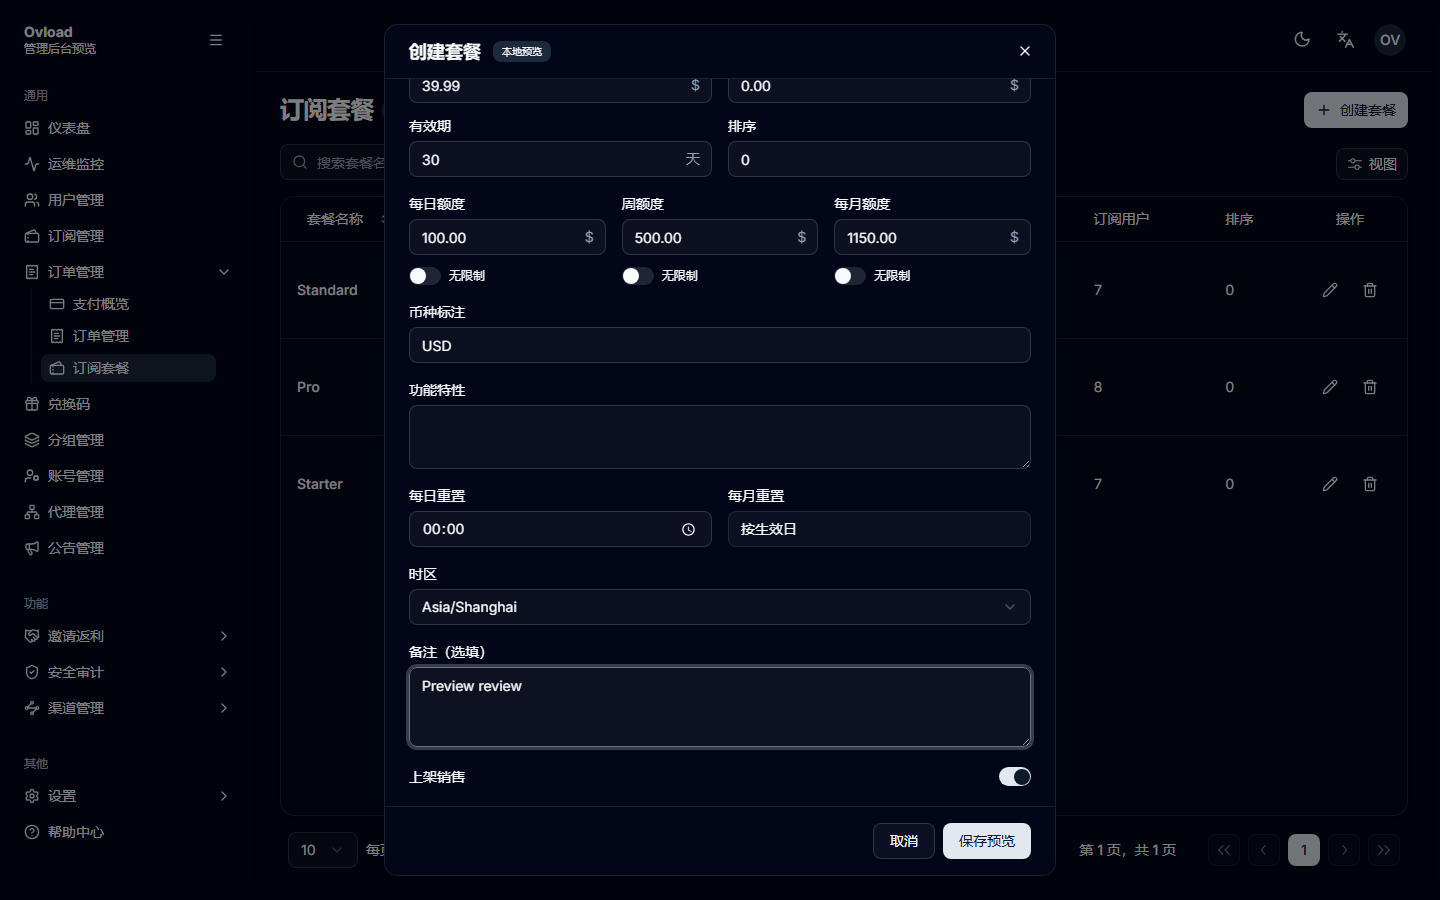 Ovload
管理后台预览
通用
仪表盘
运维监控
用户管理
订阅管理
订单管理
支付概览
订单管理
订阅套餐
兑换码
分组管理
账号管理
代理管理
公告管理
功能
邀请返利
安全审计
渠道管理
其他
设置
帮助中心
OV
订阅套餐
创建套餐
搜索套餐名
视图
套餐名称
订阅用户 排序 操作
Standard 7 0
Pro 8 0
Starter 7 0
10
第 1 页，共 1 页
1
创建套餐 本地预览
39.99 $ 0.00 $
有效期 排序
30 天 0
每日额度 周额度 每月额度
100.00 $ 500.00 $ 1150.00 $
无限制 无限制 无限制
币种标注
USD
功能特性
每日重置 每月重置
00:00 按生效日
时区
Asia/Shanghai
备注（选填）
Preview review
上架销售
取消 保存预览